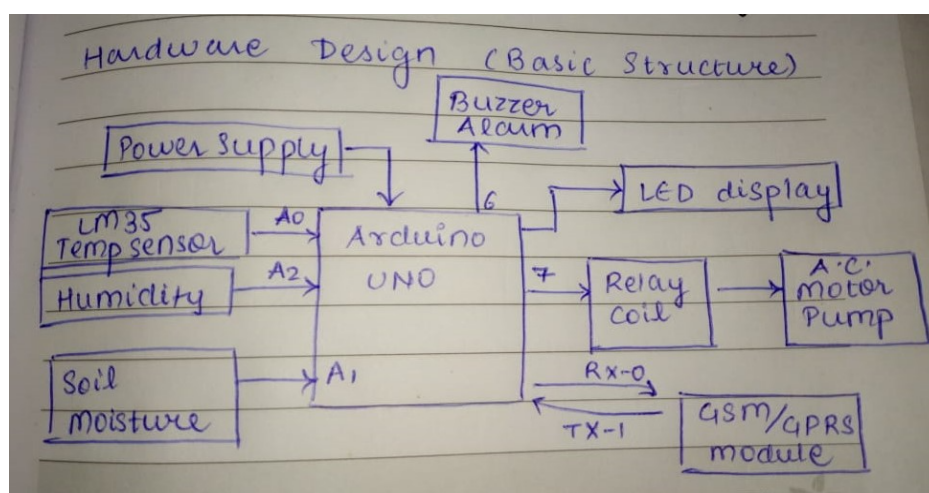 Hardware Design (Basic Structure)
Buzzer
Alarm
Power Supply
6
LED display
LM35
Temp sensor
A0
Arduino
UNO
Humidity
A2
7
Relay
Coil
A.C.
Motor
Pump
Soil
Moisture
A1
RX-0
TX-1
GSM/GPRS
module